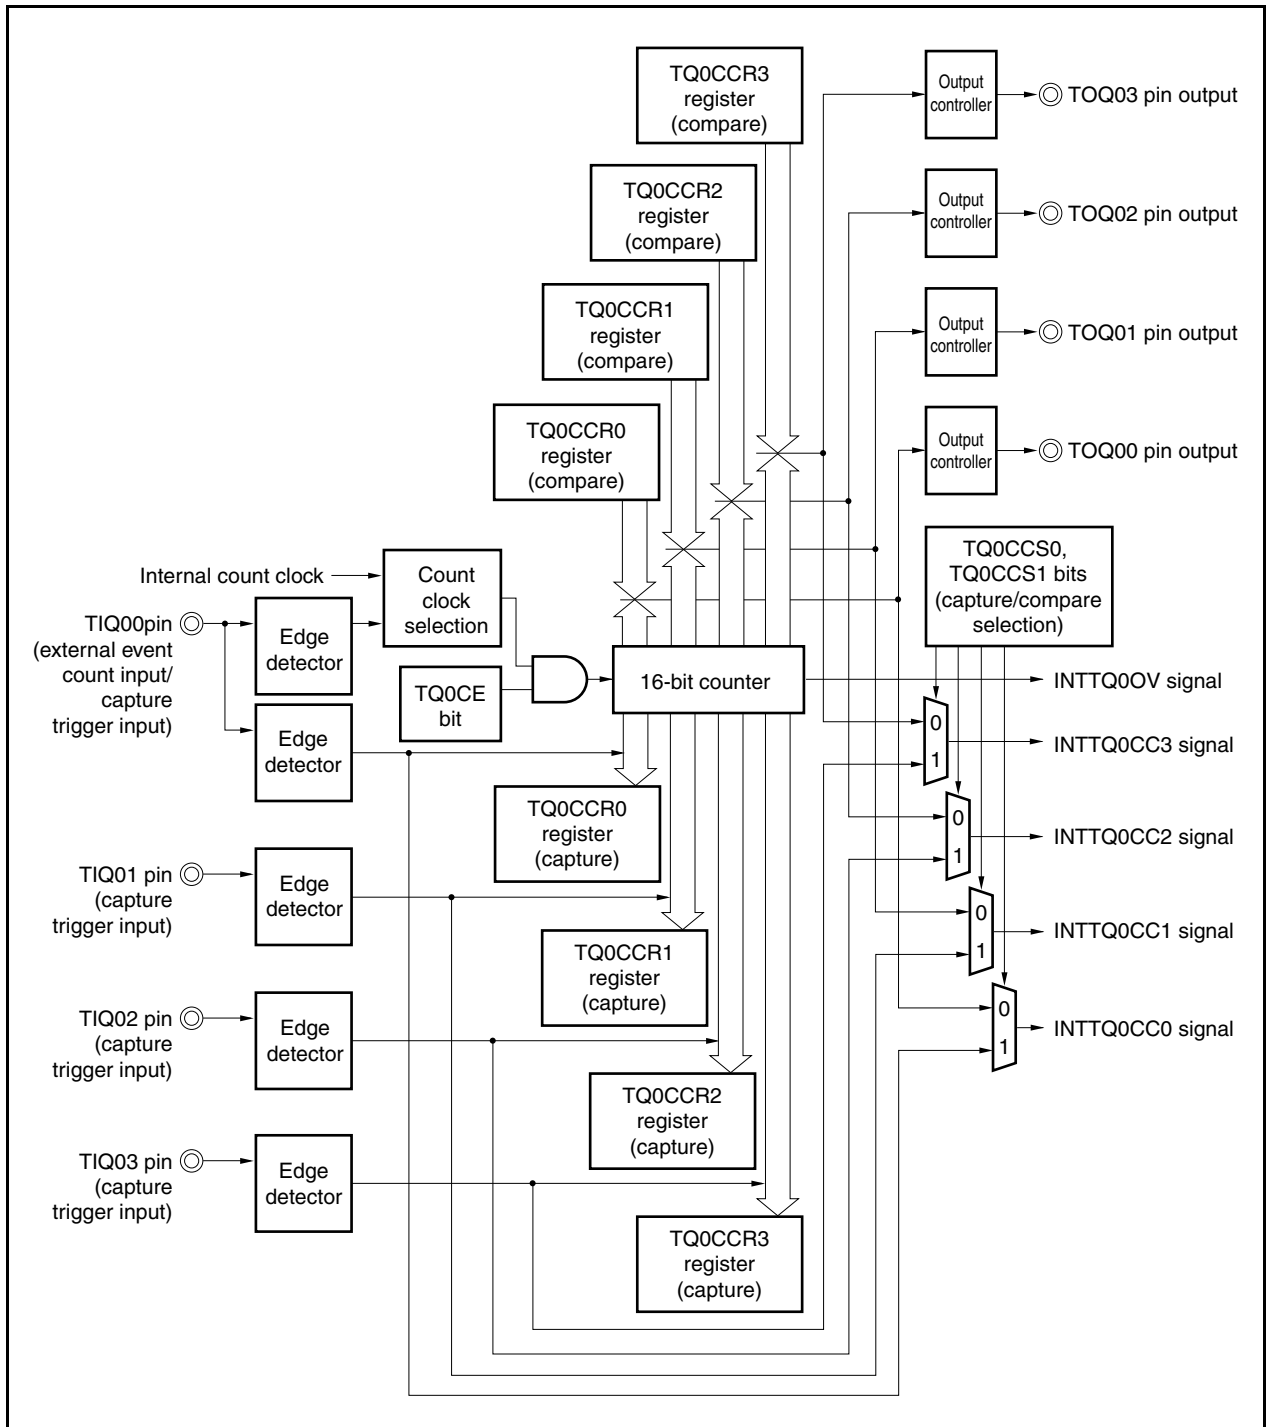 TQ0CCR3
register
(compare)
Output
controller
TOQ03 pin output
TQ0CCR2
register
(compare)
Output
controller
TOQ02 pin output
TQ0CCR1
register
(compare)
Output
controller
TOQ01 pin output
TQ0CCR0
register
(compare)
Output
controller
TOQ00 pin output
TQ0CCS0,
TQ0CCS1 bits
(capture/compare
selection)
Internal count clock
Count
clock
selection
TIQ00pin
(external event
count input/
capture
trigger input)
Edge
detector
TQ0CE
bit
16-bit counter
INTTQ0OV signal
Edge
detector
0
1
INTTQ0CC3 signal
TQ0CCR0
register
(capture)
0
1
INTTQ0CC2 signal
TIQ01 pin
(capture
trigger input)
Edge
detector
0
1
INTTQ0CC1 signal
TQ0CCR1
register
(capture)
0
1
INTTQ0CC0 signal
TIQ02 pin
(capture
trigger input)
Edge
detector
TQ0CCR2
register
(capture)
TIQ03 pin
(capture
trigger input)
Edge
detector
TQ0CCR3
register
(capture)